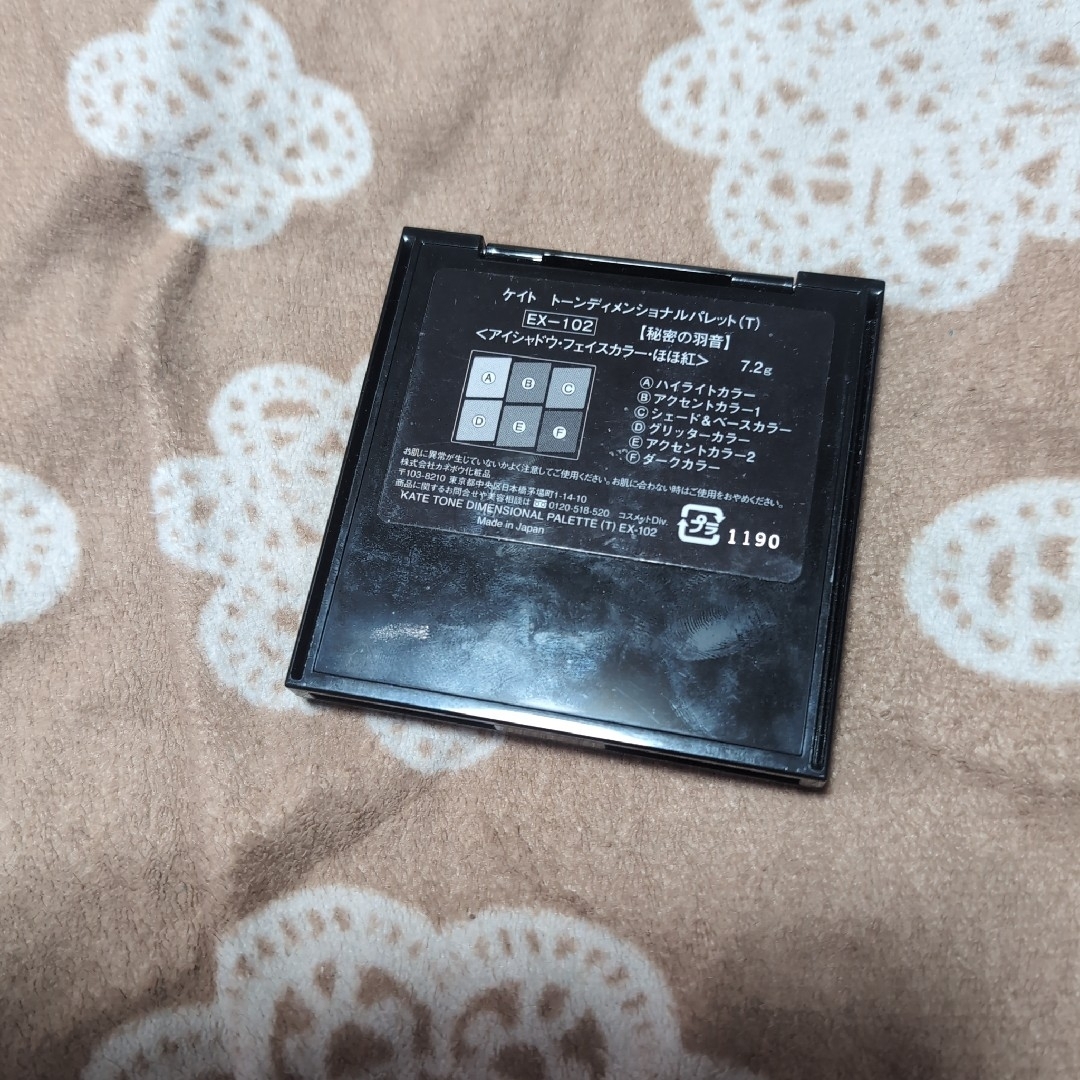 ケイト トーンディメンショナルパレット(T)
EX-102 【秘密の羽音】
<アイシャドウ・フェイスカラー・ほほ紅> 7.2g
A B C
D E F
Ⓐ ハイライトカラー
Ⓑ アクセントカラー1
Ⓒ シェード&ベースカラー
Ⓓ グリッターカラー
Ⓔ アクセントカラー2
Ⓕ ダークカラー
お肌に異常が生じていないかよく注意してご使用ください。お肌に合わない時はご使用をおやめください。
株式会社カネボウ化粧品
〒103-8210 東京都中央区日本橋茅場町1-14-10
商品に関するお問合せや美容相談は 0120-518-520 コスメットDiv.
KATE TONE DIMENSIONAL PALETTE (T) EX-102
Made in Japan
プラ 1190